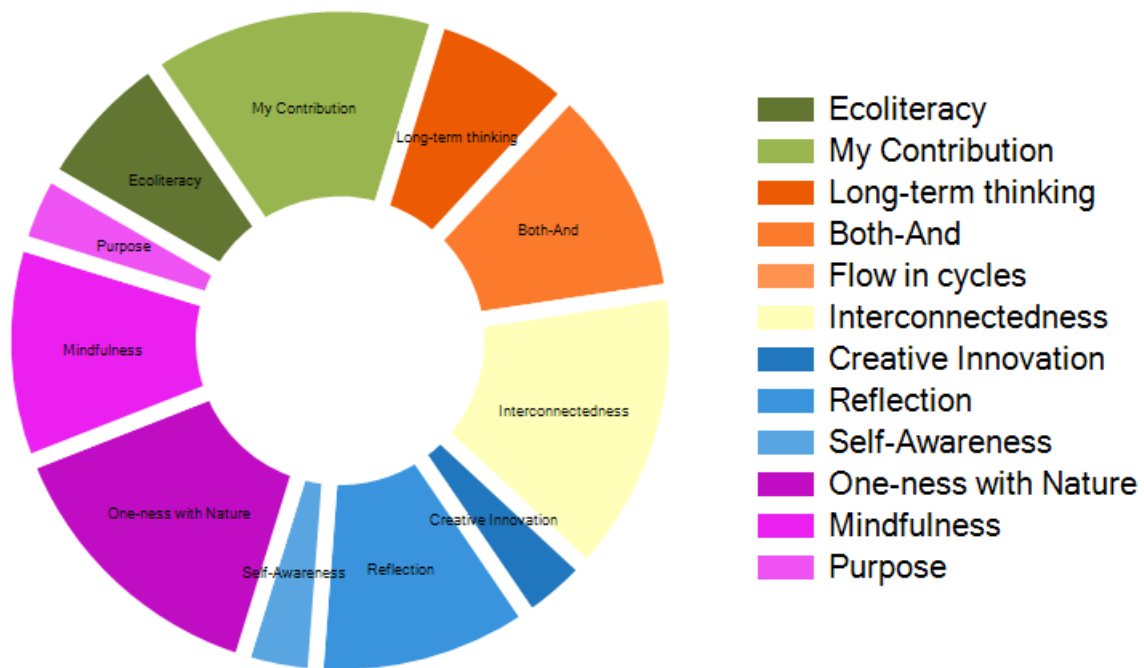 My Contribution
Long-term thinking
Ecoliteracy
Both-And
Purpose
Mindfulness
Interconnectedness
One-ness with Nature
Creative Innovation
Self-Awareness
Reflection
Ecoliteracy
My Contribution
Long-term thinking
Both-And
Flow in cycles
Interconnectedness
Creative Innovation
Reflection
Self-Awareness
One-ness with Nature
Mindfulness
Purpose